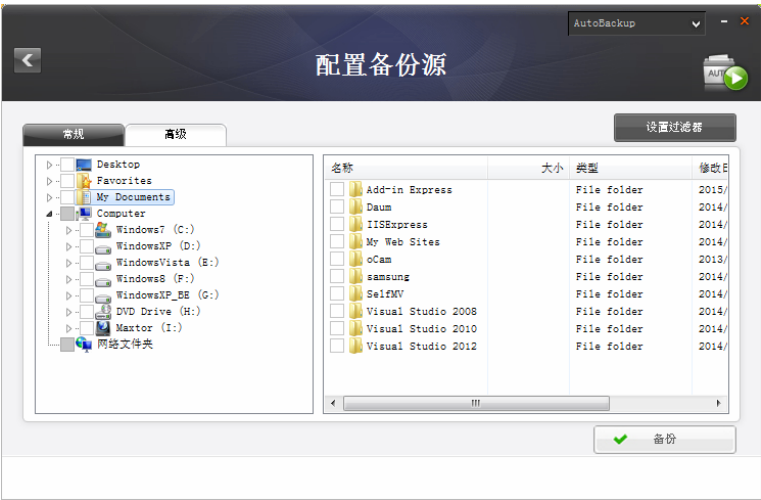 AutoBackup
配置备份源
AUTO
常规
高级
设置过滤器
Desktop
Favorites
My Documents
Computer
Windows7 (C:)
WindowsXP (D:)
WindowsVista (E:)
Windows8 (F:)
WindowsXP_BE (G:)
DVD Drive (H:)
Maxtor (I:)
网络文件夹
名称 大小 类型 修改日
Add-in Express File folder 2015/
Daum File folder 2014/
IISExpress File folder 2014/
My Web Sites File folder 2014/
oCam File folder 2013/
samsung File folder 2014/
SelfMV File folder 2014/
Visual Studio 2008 File folder 2014/
Visual Studio 2010 File folder 2014/
Visual Studio 2012 File folder 2014/
备份